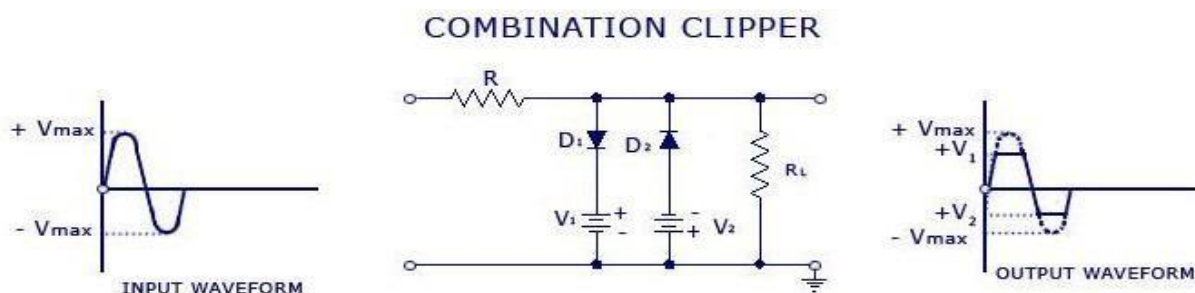 COMBINATION CLIPPER
+ Vmax
- Vmax
INPUT WAVEFORM
R
D1
D2
RL
V1
+
-
-
+
V2
+ Vmax
+V1
+V2
- Vmax
OUTPUT WAVEFORM